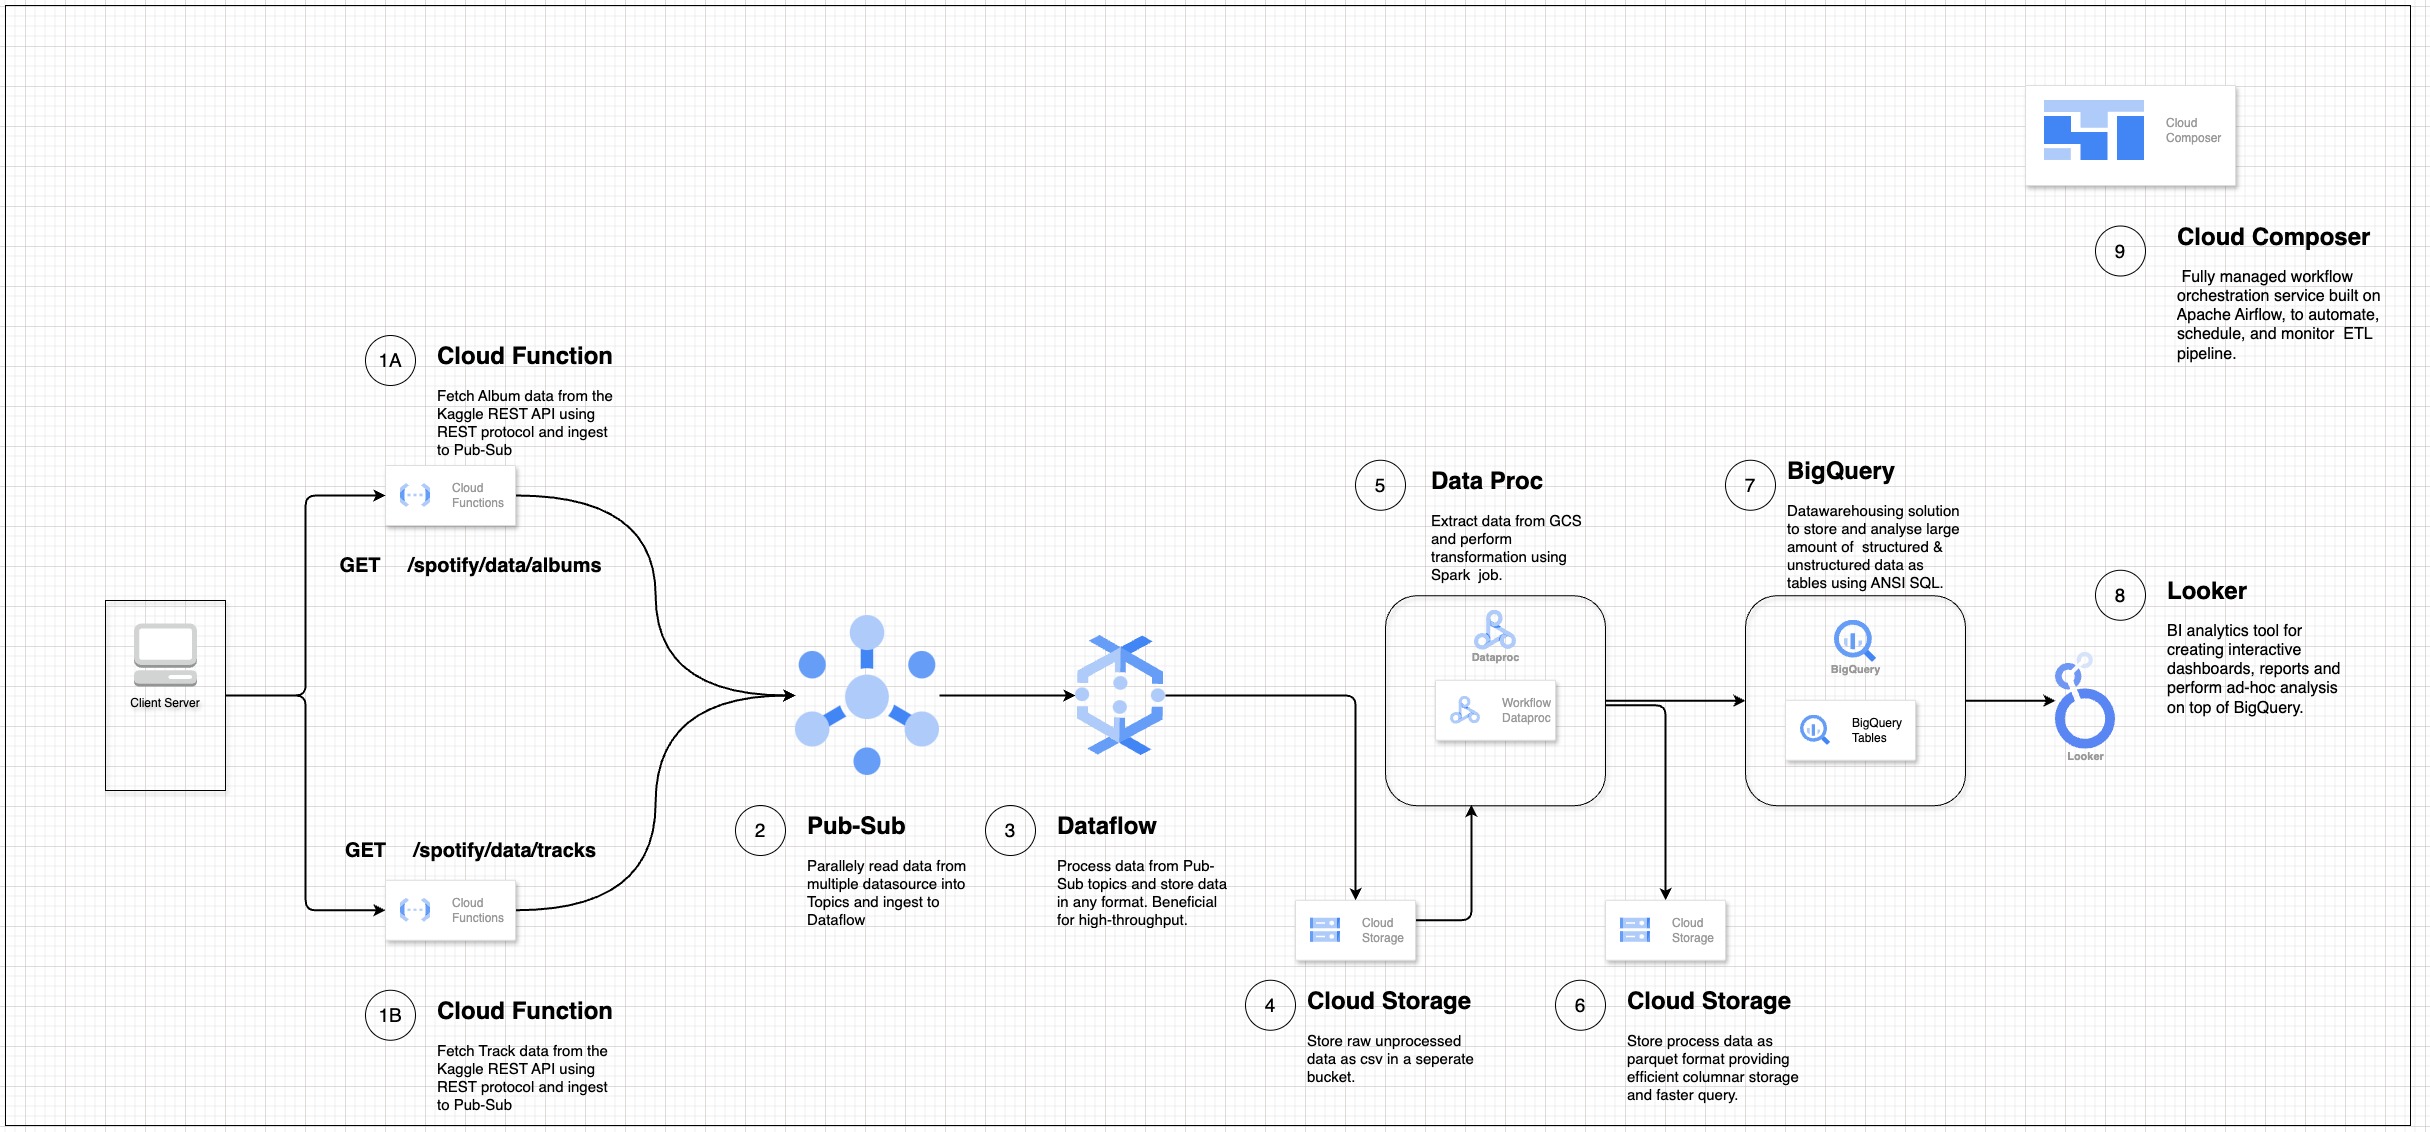 Cloud
Composer
9
Cloud Composer
Fully managed workflow
orchestration service built on
Apache Airflow, to automate,
schedule, and monitor ETL
pipeline.
1A
Cloud Function
Fetch Album data from the
Kaggle REST API using
REST protocol and ingest
to Pub-Sub
Cloud
Functions
GET /spotify/data/albums
Client Server
GET /spotify/data/tracks
Cloud
Functions
1B
Cloud Function
Fetch Track data from the
Kaggle REST API using
REST protocol and ingest
to Pub-Sub
2
Pub-Sub
Parallely read data from
multiple datasource into
Topics and ingest to
Dataflow
3
Dataflow
Process data from Pub-
Sub topics and store data
in any format. Beneficial
for high-throughput.
Cloud
Storage
4
Cloud Storage
Store raw unprocessed
data as csv in a seperate
bucket.
5
Data Proc
Extract data from GCS
and perform
transformation using
Spark job.
Dataproc
Workflow
Dataproc
Cloud
Storage
6
Cloud Storage
Store process data as
parquet format providing
efficient columnar storage
and faster query.
7
BigQuery
Datawarehousing solution
to store and analyse large
amount of structured &
unstructured data as
tables using ANSI SQL.
BigQuery
BigQuery
Tables
8
Looker
BI analytics tool for
creating interactive
dashboards, reports and
perform ad-hoc analysis
on top of BigQuery.
Looker